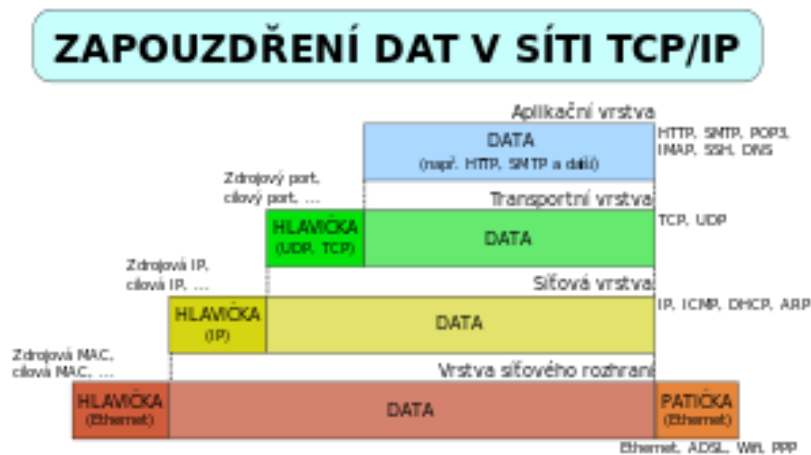 ZAPOUZDŘENÍ DAT V SÍTI TCP/IP
Aplikační vrstva
DATA
(např. HTTP, SMTP a další)
HTTP, SMTP, POP3,
IMAP, SSH, DNS
Zdrojový port,
cílový port, ...
Transportní vrstva
HLAVIČKA
(UDP, TCP)
DATA
TCP, UDP
Zdrojová IP,
cílová IP, ...
Síťová vrstva
HLAVIČKA
(IP)
DATA
IP, ICMP, DHCP, ARP
Zdrojová MAC,
cílová MAC, ...
Vrstva síťového rozhraní
HLAVIČKA
(Ethernet)
DATA
PATIČKA
(Ethernet)
Ethernet, ADSL, Wifi, PPP